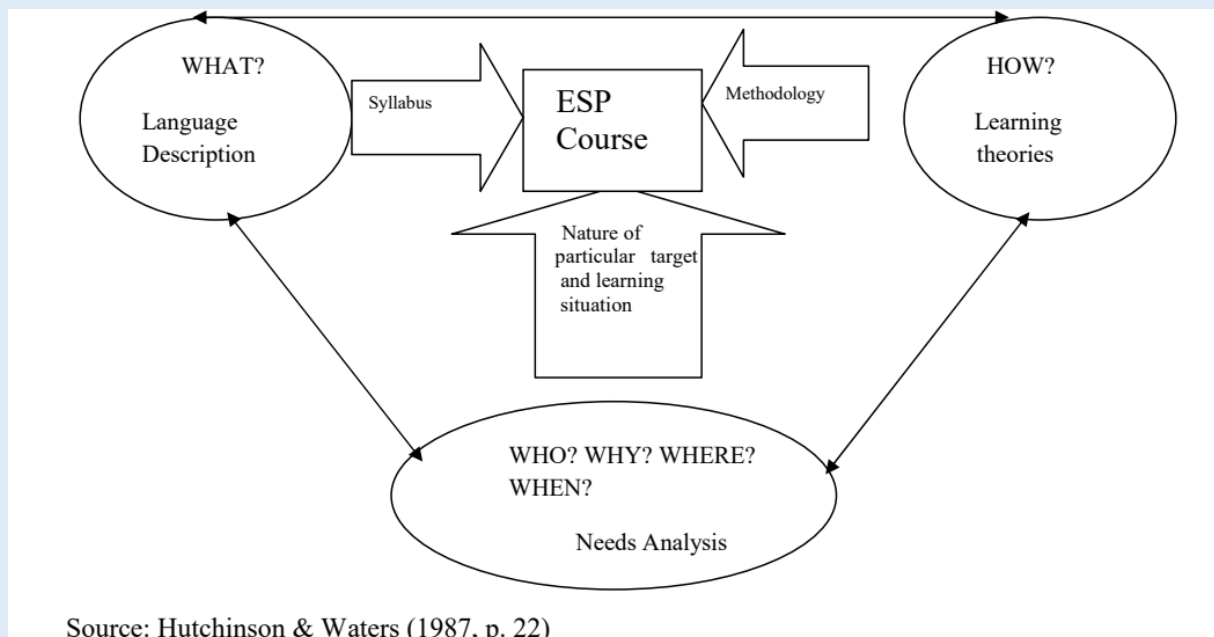 WHAT?
Language
Description
Syllabus
ESP
Course
Methodology
HOW?
Learning
theories
Nature of
particular target
and learning
situation
WHO? WHY? WHERE?
WHEN?
Needs Analysis
Source: Hutchinson & Waters (1987, p. 22)